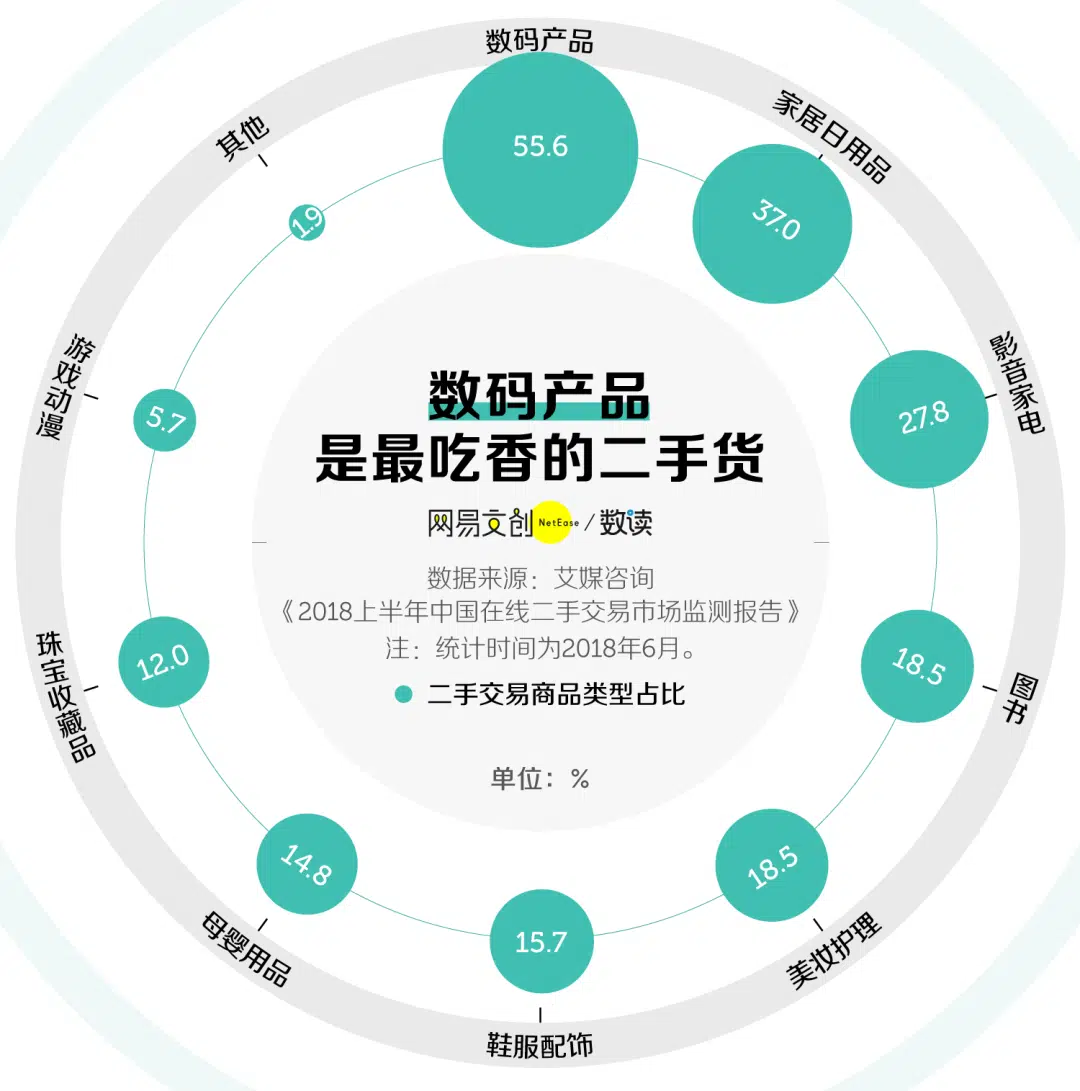 数码产品
55.6
家居日用品
37.0
影音家电
27.8
图书
18.5
美妆护理
18.5
鞋服配饰
15.7
母婴用品
14.8
珠宝收藏品
12.0
游戏动漫
5.7
其他
1.9
数码产品
是最吃香的二手货
网易文创 NetEase / 数读
数据来源：艾媒咨询
《2018上半年中国在线二手交易市场监测报告》
注：统计时间为2018年6月。
二手交易商品类型占比
单位：%